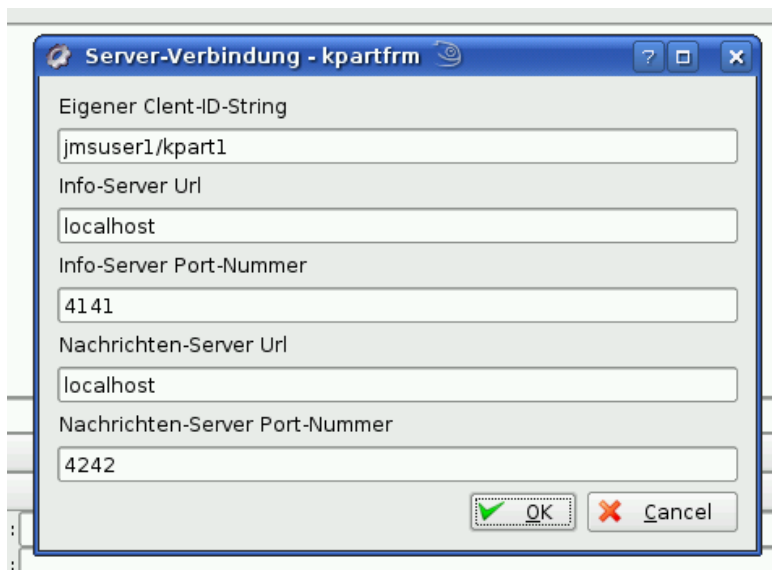 Server-Verbindung - kpartfrm
Eigener Clent-ID-String
jmsuser1/kpart1
Info-Server Url
localhost
Info-Server Port-Nummer
4141
Nachrichten-Server Url
localhost
Nachrichten-Server Port-Nummer
4242
OK Cancel
:
: